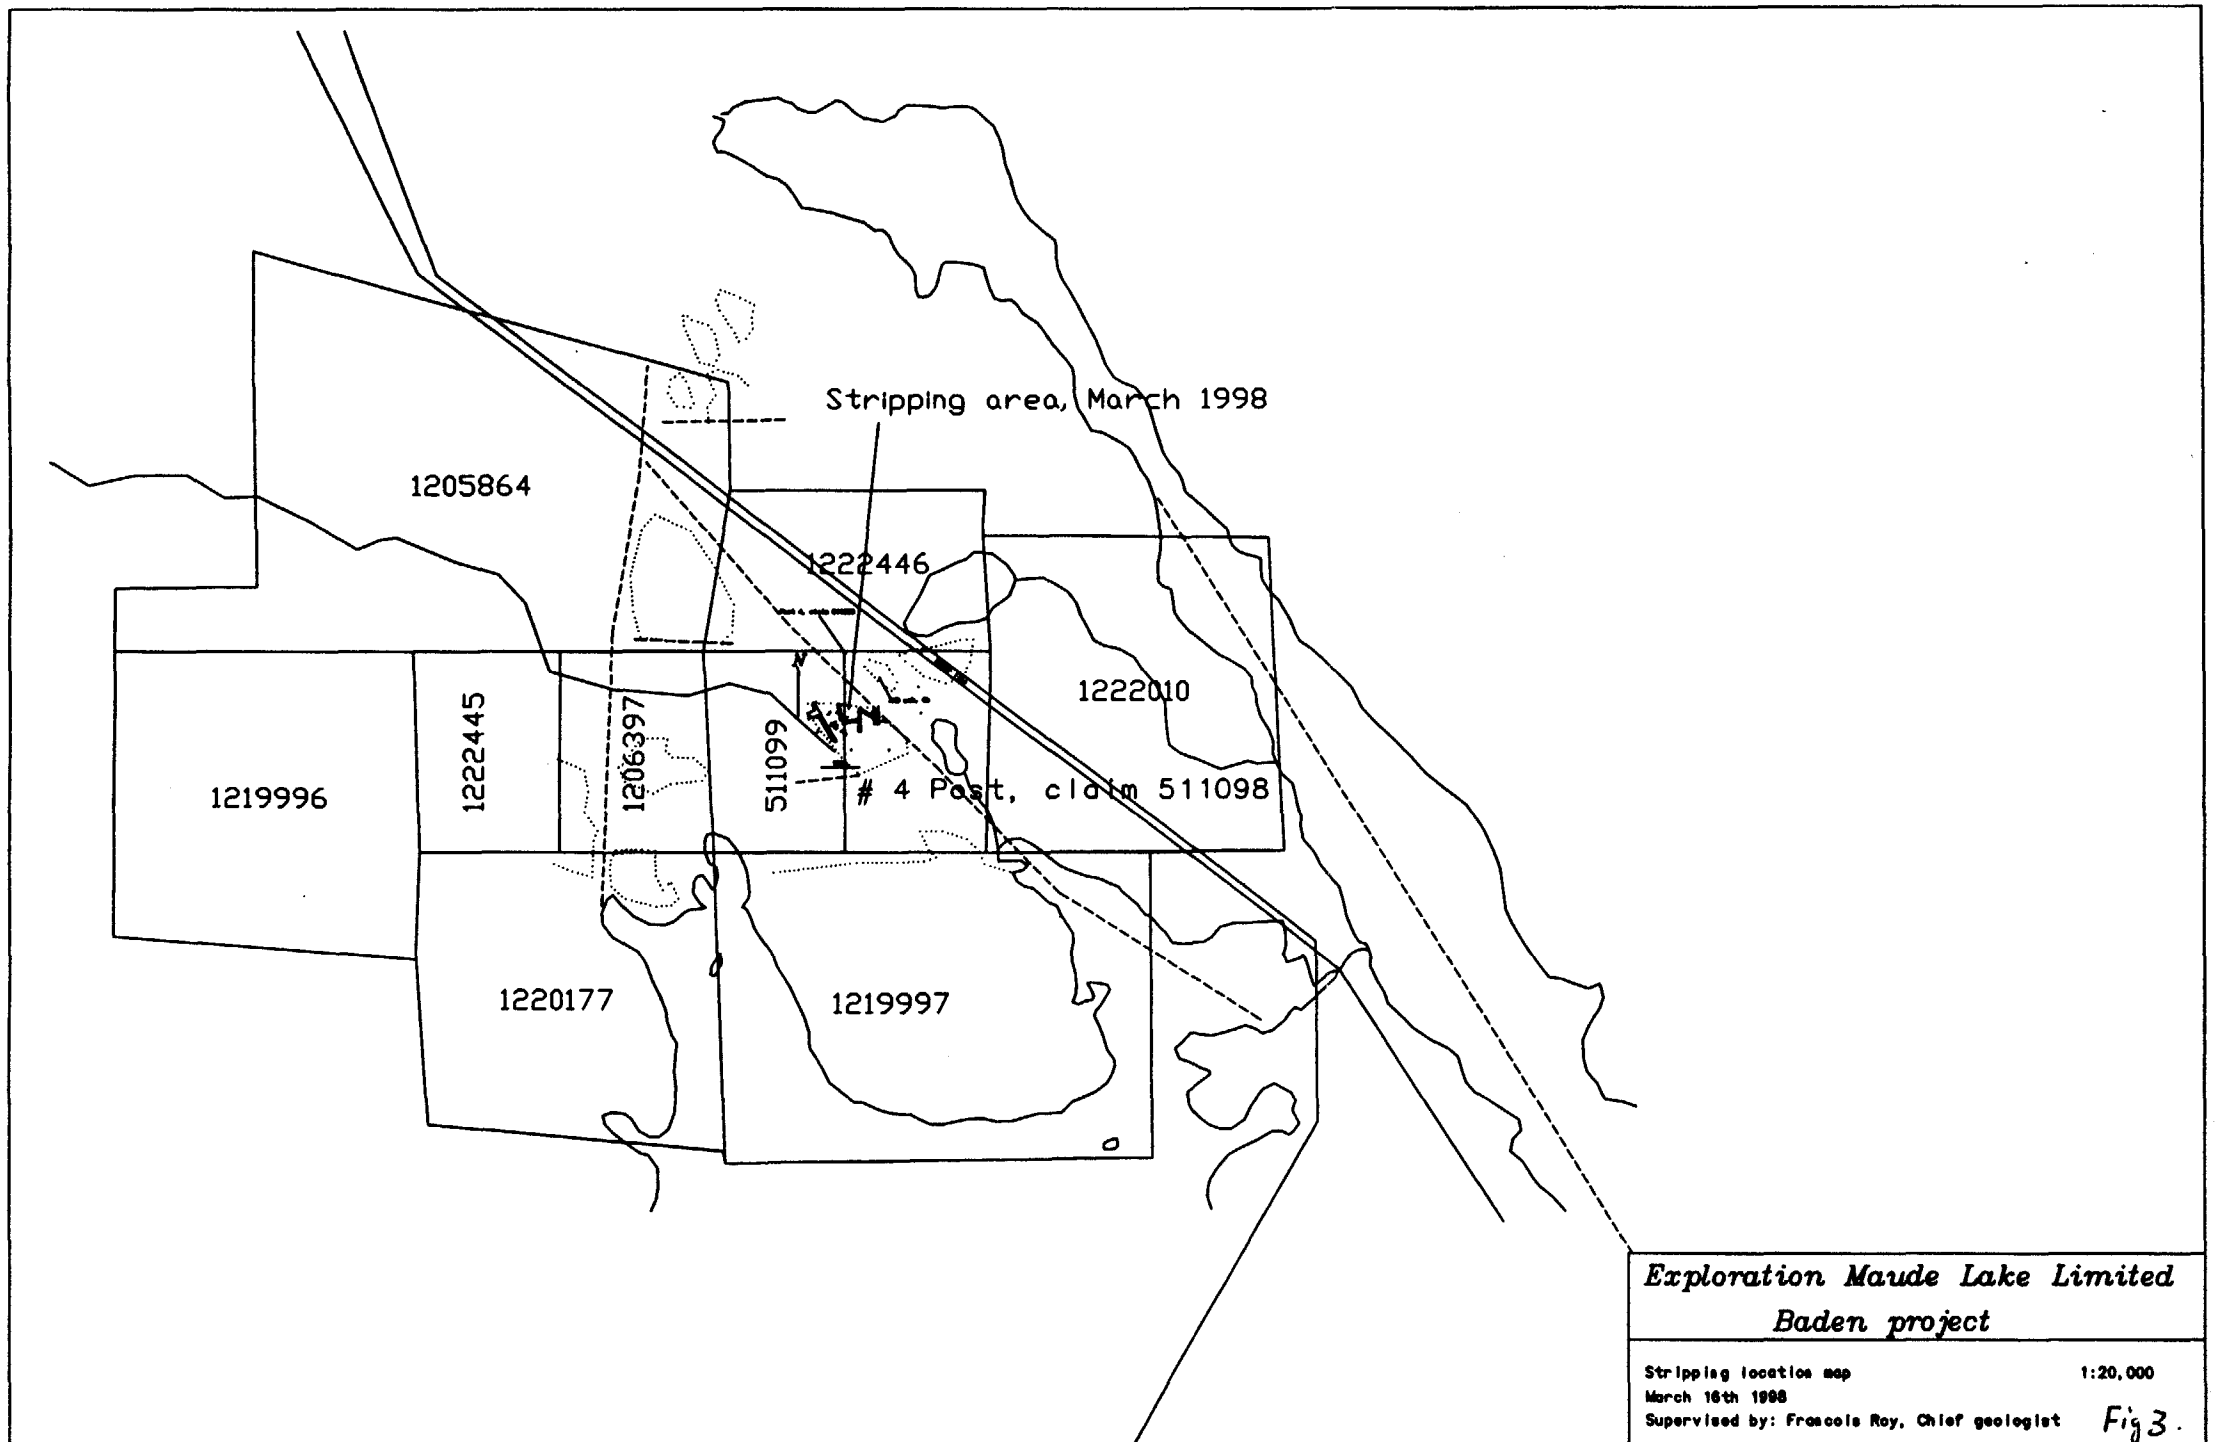 Stripping area, March 1998
1205864
1222446
N
1222010
1222445
1206397
511099
1219996
# 4 Post, claim 511098
1220177
1219997
Exploration Maude Lake Limited
Baden project
Stripping location map 1:20,000
March 16th 1998
Supervised by: Francois Roy, Chief geologist Fig 3.